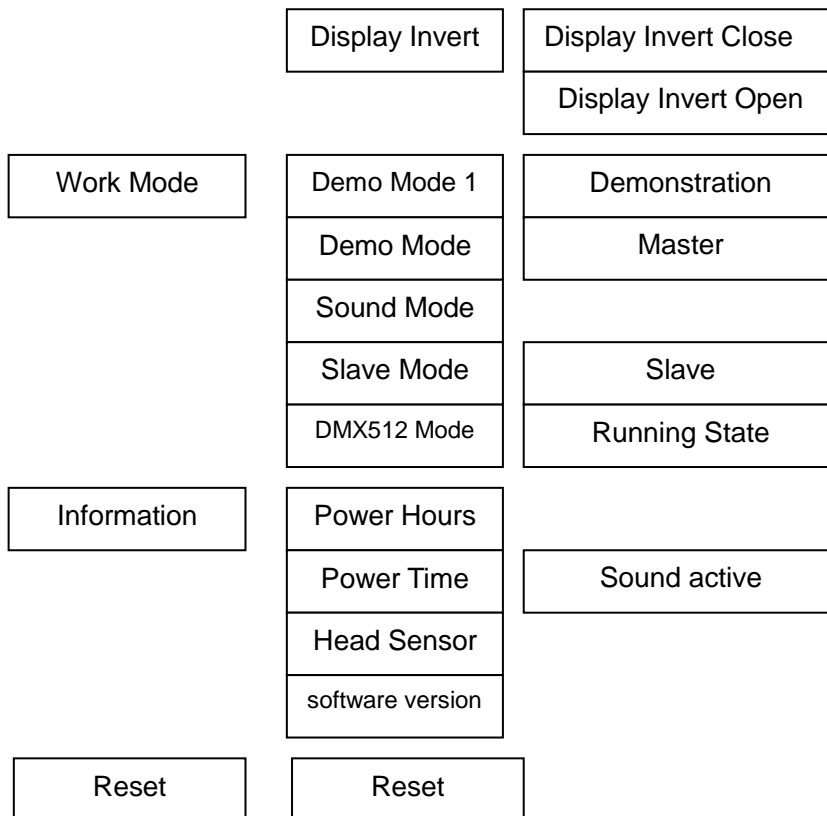 Display Invert Display Invert Close
Display Invert Open
Work Mode Demo Mode 1 Demonstration
Demo Mode Master
Sound Mode
Slave Mode Slave
DMX512 Mode Running State
Information Power Hours
Power Time Sound active
Head Sensor
software version
Reset Reset